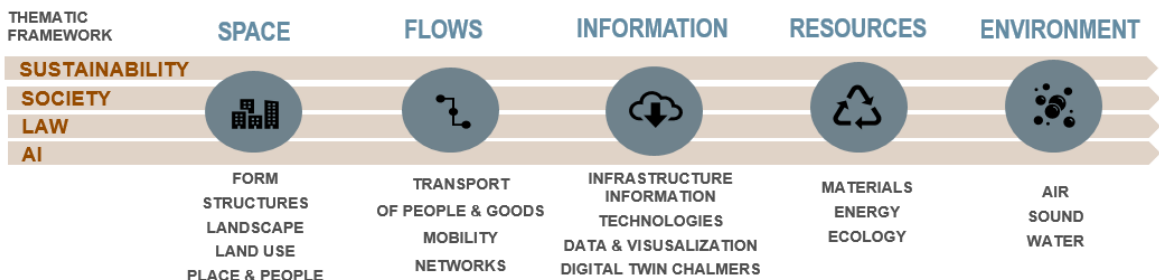 THEMATIC
FRAMEWORK
SPACE
FLOWS
INFORMATION
RESOURCES
ENVIRONMENT
SUSTAINABILITY
SOCIETY
LAW
AI
FORM
STRUCTURES
LANDSCAPE
LAND USE
PLACE & PEOPLE
TRANSPORT
OF PEOPLE & GOODS
MOBILITY
NETWORKS
INFRASTRUCTURE
INFORMATION
TECHNOLOGIES
DATA & VISUSALIZATION
DIGITAL TWIN CHALMERS
MATERIALS
ENERGY
ECOLOGY
AIR
SOUND
WATER